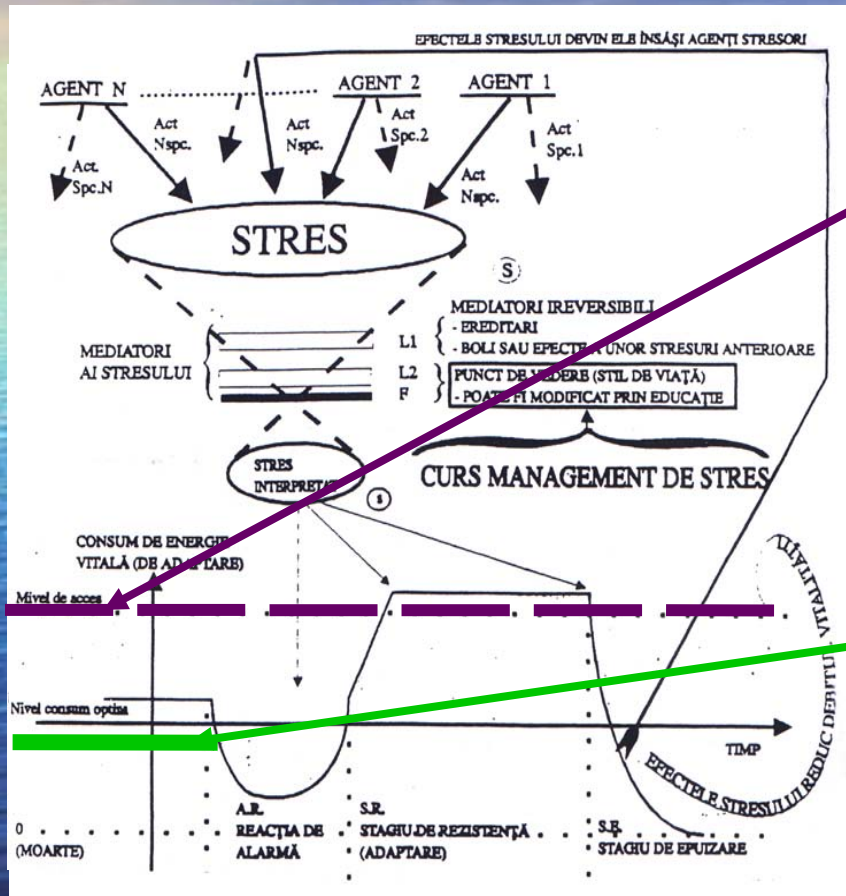 EFECTELE STRESULUI DEVIN ELE ÎNSĂȘI AGENȚI STRESORI
AGENT N
AGENT 2
AGENT 1
Act
Spc.N
Act
Nspc.
Act
Nspc.
Act
Spc.2
Act
Nspc.
Act
Spc.1
STRES
S
MEDIATORI
AI STRESULUI
L1
L2
F
MEDIATORI IREVERSIBILI
- EREDITARI
- BOLI SAU EFECTE A UNOR STRESURI ANTERIOARE
PUNCT DE VEDERE (STIL DE VIAȚĂ)
- POATE FI MODIFICAT PRIN EDUCAȚIE
CURS MANAGEMENT DE STRES
STRES
INTERPRETAT
s
CONSUM DE ENERGIE
VITALĂ (DE ADAPTARE)
Mivel de acces
Nivel consum optim
TIMP
EFECTELE STRESULUI REDUC DEBITUL VITALITĂȚII
0
(MOARTE)
A.R.
REACȚIA DE
ALARMĂ
S.R.
STAGIU DE REZISTENȚĂ
(ADAPTARE)
S.E.
STAGIU DE EPUIZARE